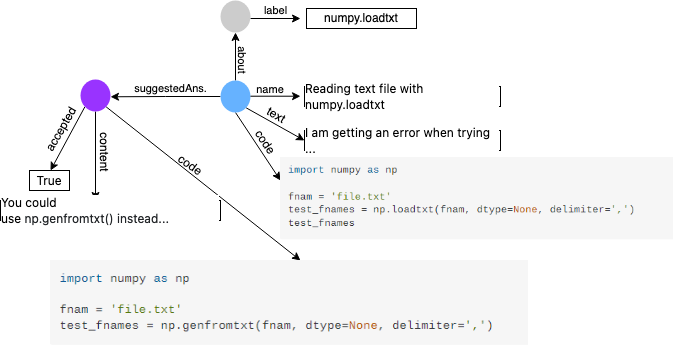 label
numpy.loadtxt
about
suggestedAns.
name
Reading text file with
numpy.loadtxt
text
I am getting an error when trying
...
code
import numpy as np
fnam = 'file.txt'
test_fnames = np.loadtxt(fnam, dtype=None, delimiter=',')
test_fnames
accepted
content
code
True
You could
use np.genfromtxt() instead...
import numpy as np
fnam = 'file.txt'
test_fnames = np.genfromtxt(fnam, dtype=None, delimiter=',')